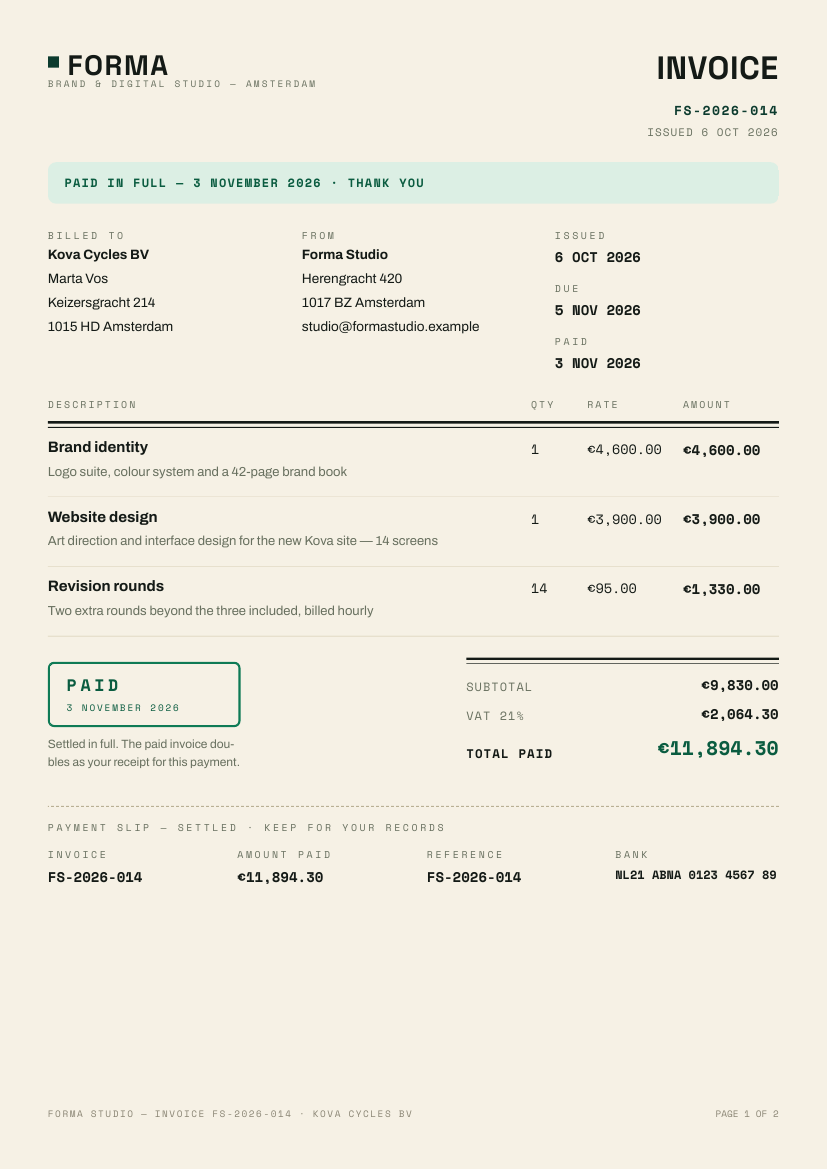 FORMA
BRAND & DIGITAL STUDIO — AMSTERDAM
INVOICE
FS-2026-014
ISSUED 6 OCT 2026
PAID IN FULL — 3 NOVEMBER 2026 · THANK YOU
BILLED TO
Kova Cycles BV
Marta Vos
Keizersgracht 214
1015 HD Amsterdam
FROM
Forma Studio
Herengracht 420
1017 BZ Amsterdam
studio@formastudio.example
ISSUED
6 OCT 2026
DUE
5 NOV 2026
PAID
3 NOV 2026
DESCRIPTION QTY RATE AMOUNT
Brand identity 1 €4,600.00 €4,600.00
Logo suite, colour system and a 42-page brand book
Website design 1 €3,900.00 €3,900.00
Art direction and interface design for the new Kova site — 14 screens
Revision rounds 14 €95.00 €1,330.00
Two extra rounds beyond the three included, billed hourly
PAID
3 NOVEMBER 2026
Settled in full. The paid invoice dou-
bles as your receipt for this payment.
SUBTOTAL €9,830.00
VAT 21% €2,064.30
TOTAL PAID €11,894.30
PAYMENT SLIP — SETTLED · KEEP FOR YOUR RECORDS
INVOICE AMOUNT PAID REFERENCE BANK
FS-2026-014 €11,894.30 FS-2026-014 NL21 ABNA 0123 4567 89
FORMA STUDIO — INVOICE FS-2026-014 · KOVA CYCLES BV PAGE 1 OF 2